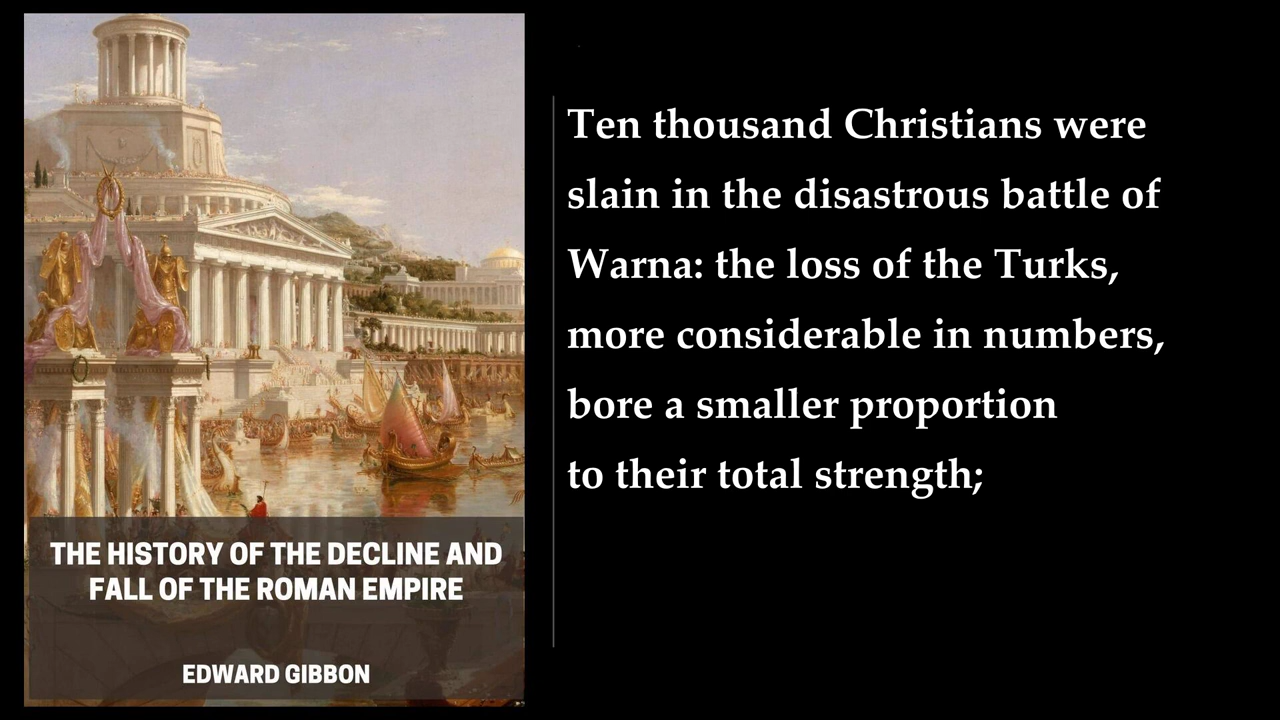 Ten thousand Christians were
slain in the disastrous battle of
Warna: the loss of the Turks,
more considerable in numbers,
bore a smaller proportion
to their total strength;
THE HISTORY OF THE DECLINE AND
FALL OF THE ROMAN EMPIRE
EDWARD GIBBON